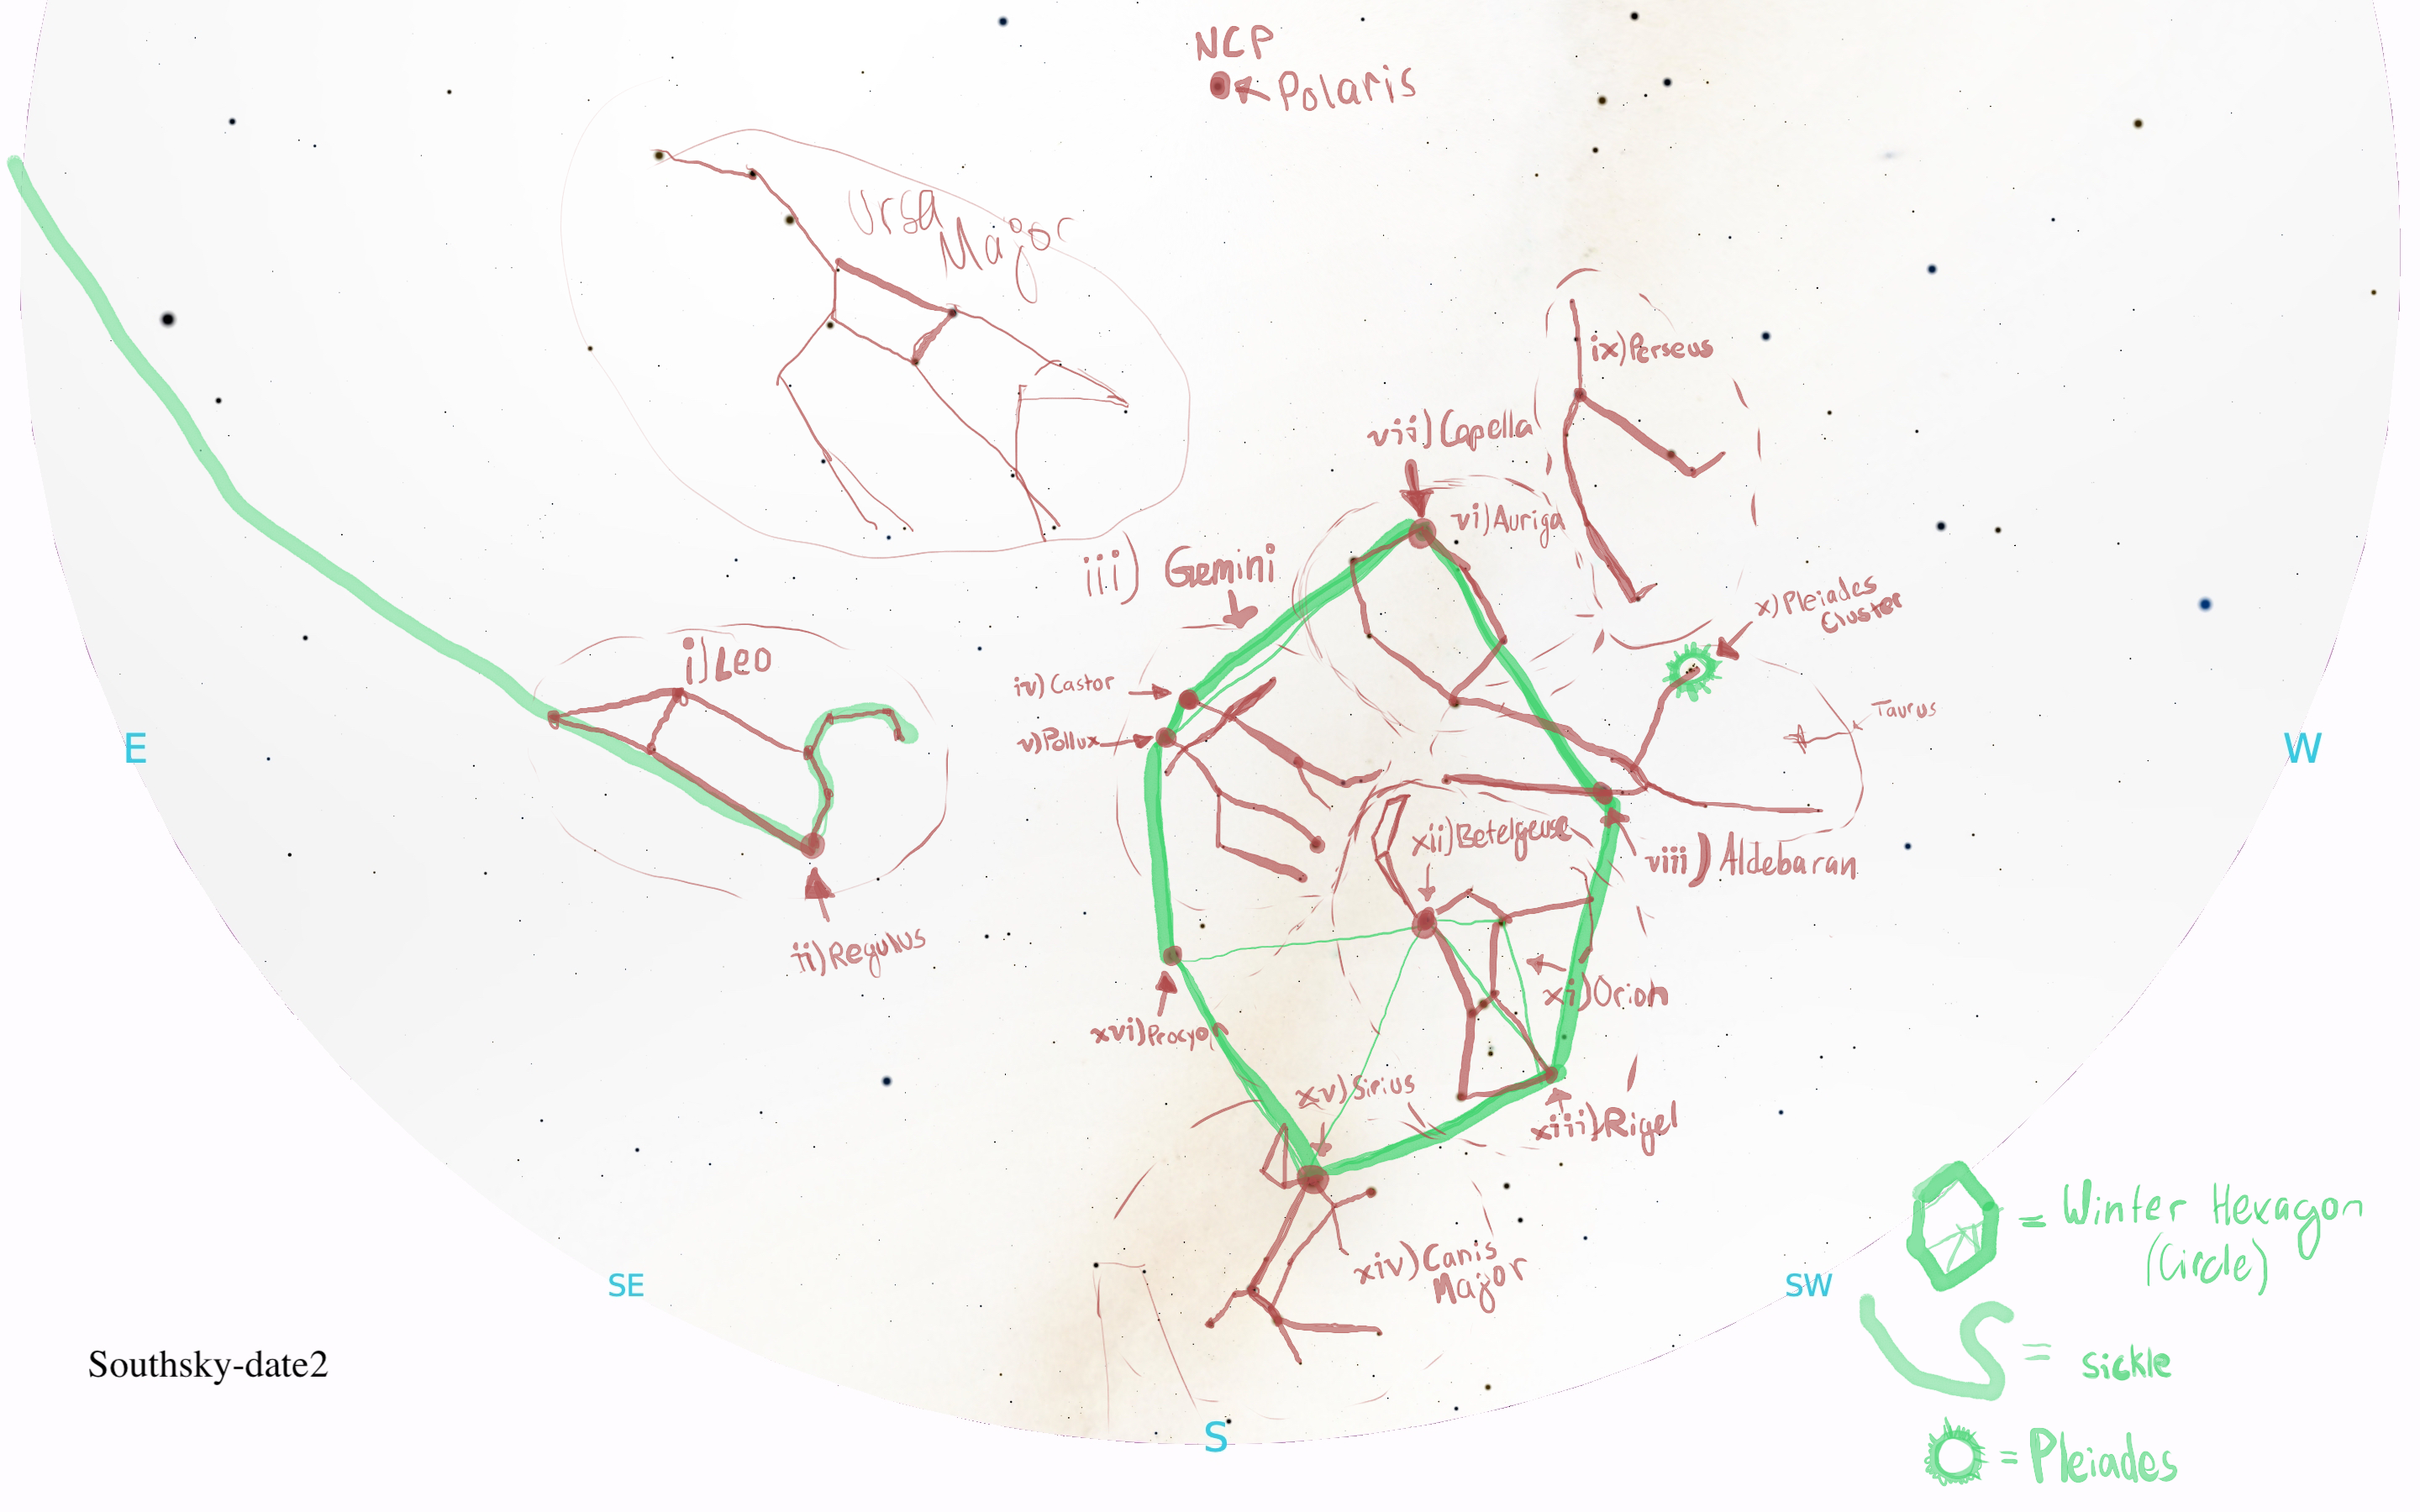 NCP
Polaris
Ursa
Major
ix) Perseus
vii) Capella
vi) Auriga
iii) Gemini
x) Pleiades
Cluster
i) Leo
iv) Castor
v) Pollux
Taurus
E
W
xii) Betelgeuse
viii) Aldebaran
ii) Regulus
xi) Orion
xvi) Procyon
xv) Sirius
xiii) Rigel
xiv) Canis
Major
= Winter Hexagon
(Circle)
SE
SW
= Sickle
Southsky-date2
S
= Pleiades